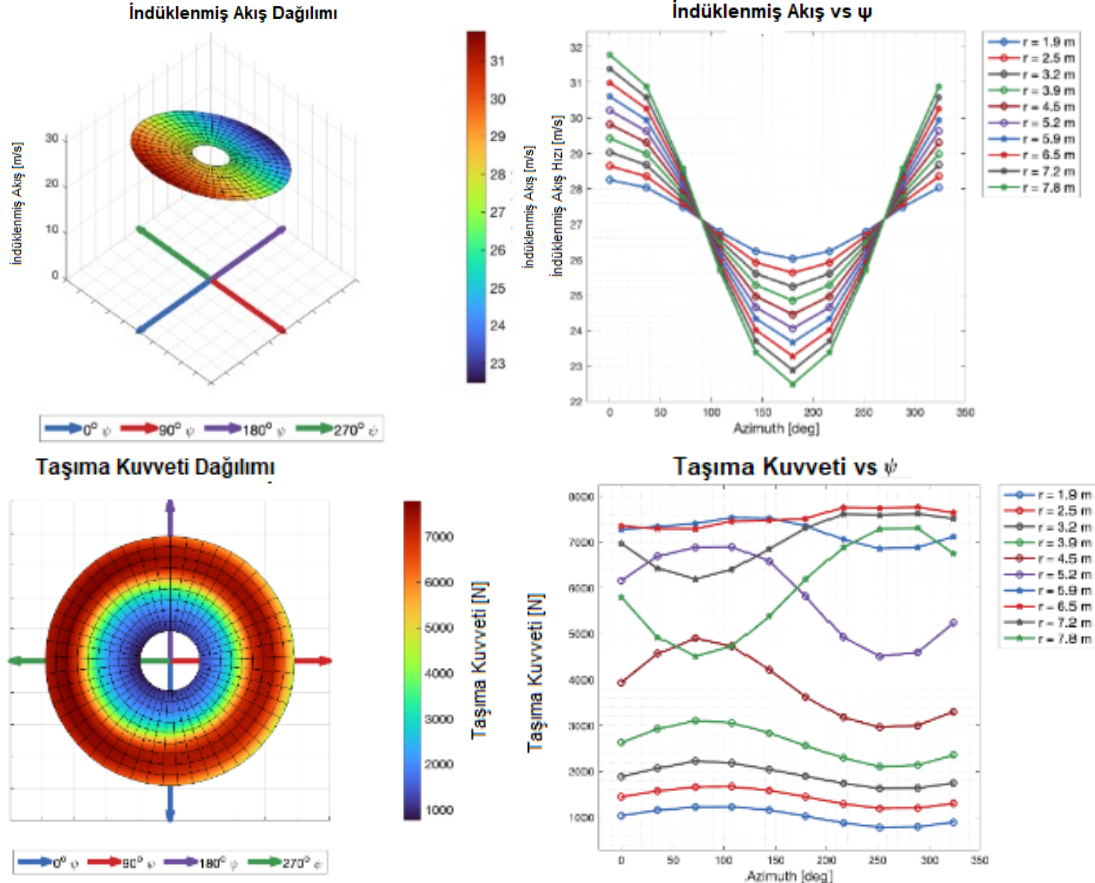 İndüklenmiş Akış Dağılımı
İndüklenmiş Akış [m/s]
30
20
10
0
31
30
29
28
27
26
25
24
23
İndüklenmiş Akış [m/s]
0° ψ
90° ψ
180° ψ
270° ψ
İndüklenmiş Akış vs ψ
İndüklenmiş Akış Hızı [m/s]
32
31
30
29
28
27
26
25
24
23
22
0 50 100 150 200 250 300 350
Azimuth [deg]
r = 1.9 m
r = 2.5 m
r = 3.2 m
r = 3.9 m
r = 4.5 m
r = 5.2 m
r = 5.9 m
r = 6.5 m
r = 7.2 m
r = 7.8 m
Taşıma Kuvveti Dağılımı
7000
6000
5000
4000
3000
2000
1000
Taşıma Kuvveti [N]
0° ψ
90° ψ
180° ψ
270° ψ
Taşıma Kuvveti vs ψ
Taşıma Kuvveti [N]
8000
7000
6000
5000
4000
3000
2000
1000
0 50 100 150 200 250 300 350
Azimuth [deg]
r = 1.9 m
r = 2.5 m
r = 3.2 m
r = 3.9 m
r = 4.5 m
r = 5.2 m
r = 5.9 m
r = 6.5 m
r = 7.2 m
r = 7.8 m